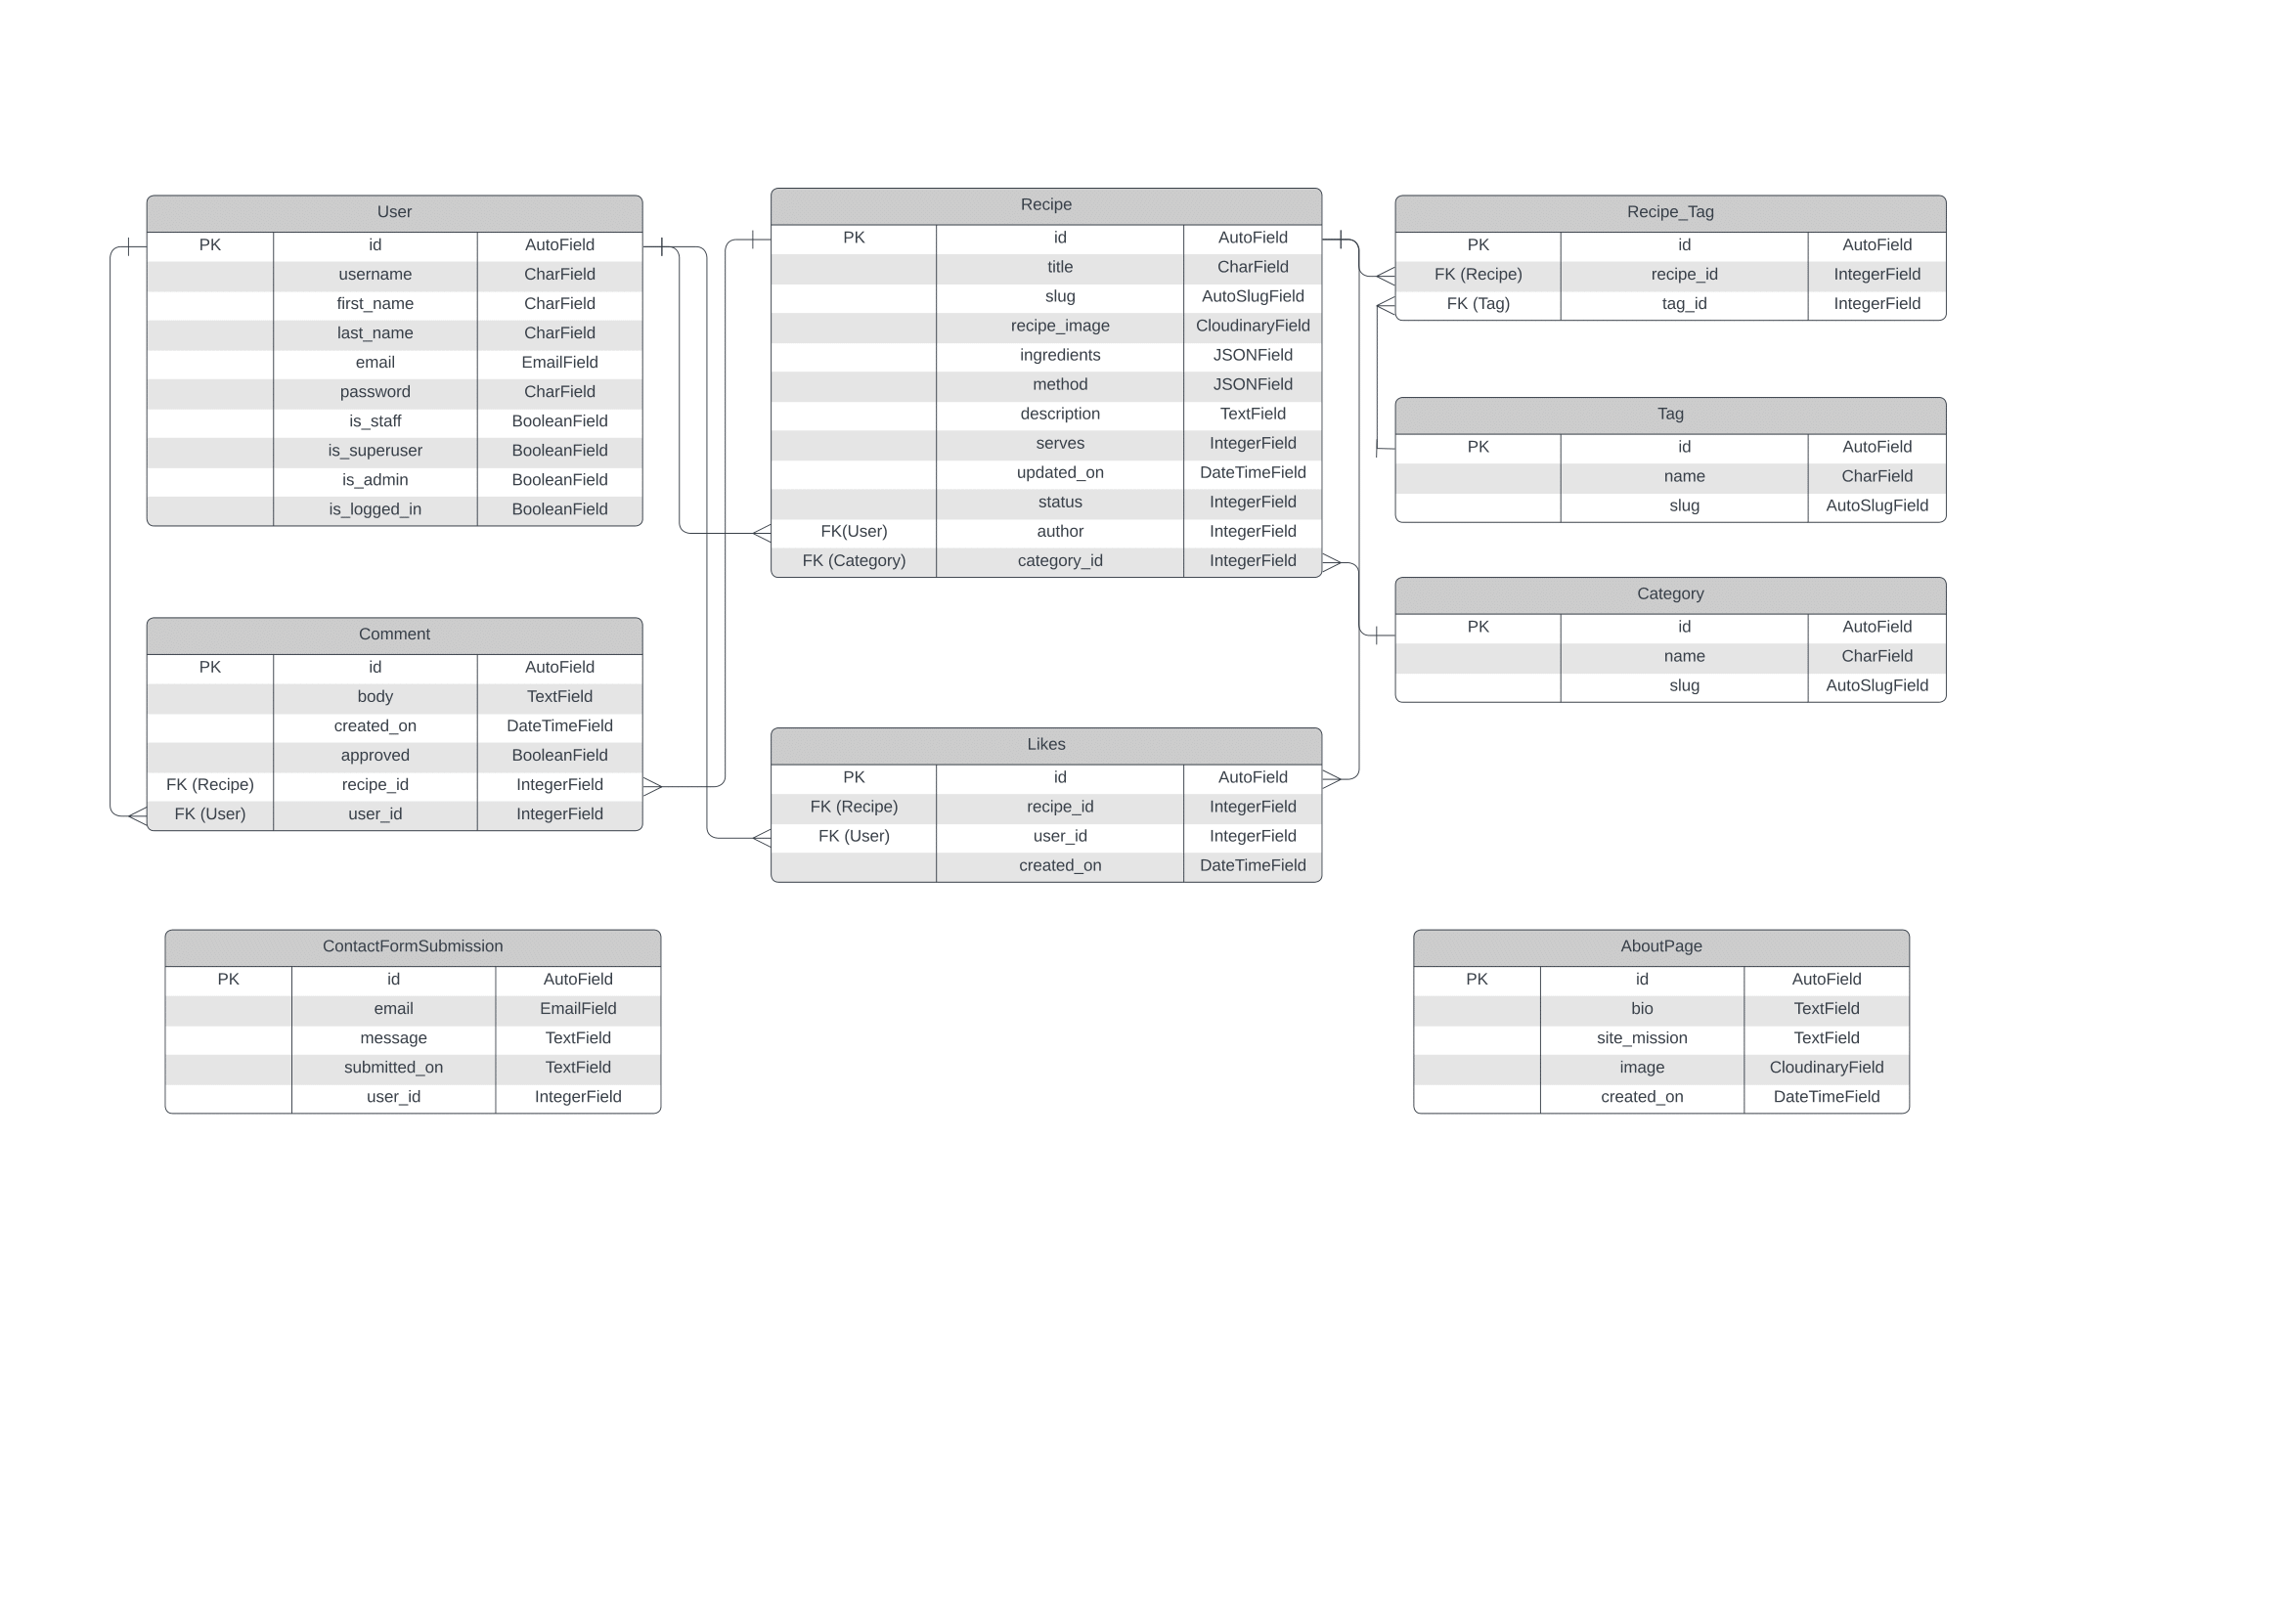 User
PK id AutoField
username CharField
first_name CharField
last_name CharField
email EmailField
password CharField
is_staff BooleanField
is_superuser BooleanField
is_admin BooleanField
is_logged_in BooleanField
Recipe
PK id AutoField
title CharField
slug AutoSlugField
recipe_image CloudinaryField
ingredients JSONField
method JSONField
description TextField
serves IntegerField
updated_on DateTimeField
status IntegerField
FK(User) author IntegerField
FK (Category) category_id IntegerField
Recipe_Tag
PK id AutoField
FK (Recipe) recipe_id IntegerField
FK (Tag) tag_id IntegerField
Tag
PK id AutoField
name CharField
slug AutoSlugField
Category
PK id AutoField
name CharField
slug AutoSlugField
Comment
PK id AutoField
body TextField
created_on DateTimeField
approved BooleanField
FK (Recipe) recipe_id IntegerField
FK (User) user_id IntegerField
Likes
PK id AutoField
FK (Recipe) recipe_id IntegerField
FK (User) user_id IntegerField
created_on DateTimeField
ContactFormSubmission
PK id AutoField
email EmailField
message TextField
submitted_on TextField
user_id IntegerField
AboutPage
PK id AutoField
bio TextField
site_mission TextField
image CloudinaryField
created_on DateTimeField